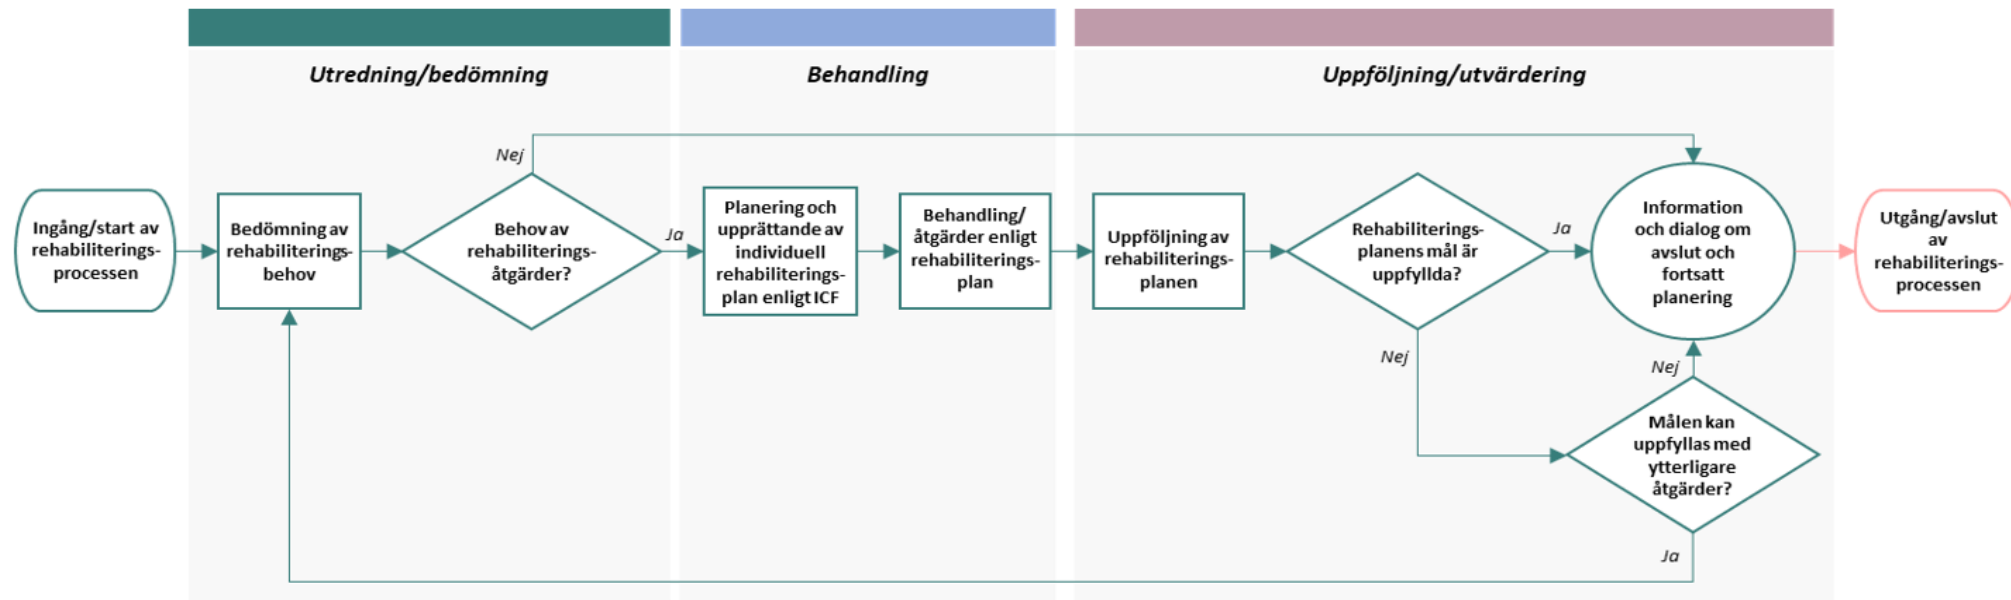 Utredning/bedömning
Behandling
Uppföljning/utvärdering
Ingång/start av
rehabiliterings-
processen
Bedömning av
rehabiliterings-
behov
Nej
Behov av
rehabiliterings-
åtgärder?
Ja
Planering och
upprättande av
individuell
rehabiliterings-
plan enligt ICF
Behandling/
åtgärder enligt
rehabiliterings-
plan
Uppföljning av
rehabiliterings-
planen
Rehabiliterings-
planens mål är
uppfyllda?
Ja
Nej
Information
och dialog om
avslut och
fortsatt
planering
Nej
Målen kan
uppfyllas med
ytterligare
åtgärder?
Ja
Utgång/avslut
av
rehabiliterings-
processen